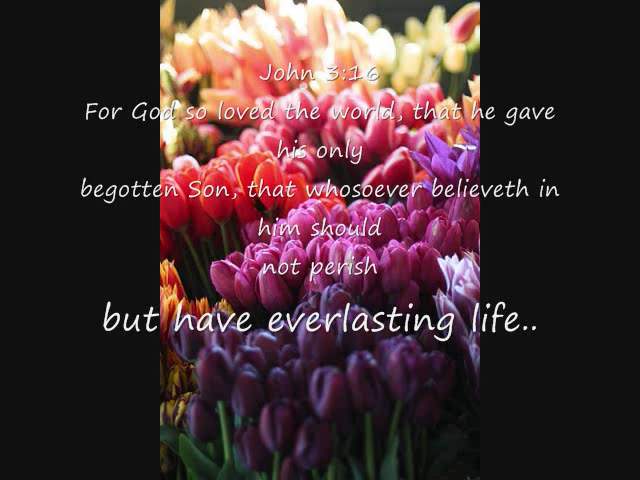 John 3:16
For God so loved the world, that he gave
his only
begotten Son, that whosoever believeth in
him should
not perish
but have everlasting life..